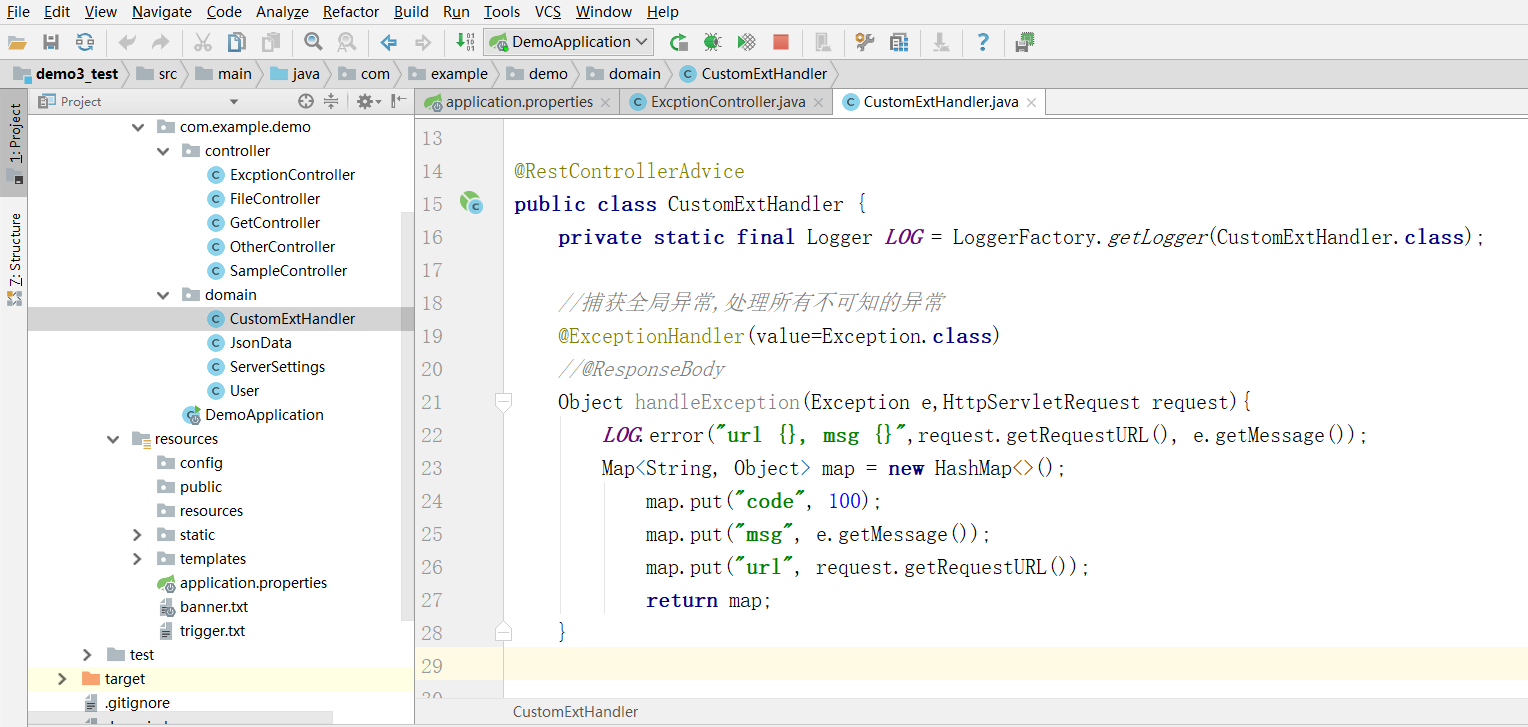 File Edit View Navigate Code Analyze Refactor Build Run Tools VCS Window Help
DemoApplication
demo3_test src main java com example demo domain CustomExtHandler
Project
application.properties ExcptionController.java CustomExtHandler.java
1: Project
Z: Structure
com.example.demo
controller
ExcptionController
FileController
GetController
OtherController
SampleController
domain
CustomExtHandler
JsonData
ServerSettings
User
DemoApplication
resources
config
public
resources
static
templates
application.properties
banner.txt
trigger.txt
test
target
.gitignore
13
14 @RestControllerAdvice
15 public class CustomExtHandler {
16 private static final Logger LOG = LoggerFactory.getLogger(CustomExtHandler.class);
17
18 //捕获全局异常,处理所有不可知的异常
19 @ExceptionHandler(value=Exception.class)
20 //@ResponseBody
21 Object handleException(Exception e,HttpServletRequest request){
22 LOG.error("url {}, msg {}",request.getRequestURL(), e.getMessage());
23 Map<String, Object> map = new HashMap<>();
24 map.put("code", 100);
25 map.put("msg", e.getMessage());
26 map.put("url", request.getRequestURL());
27 return map;
28 }
29
CustomExtHandler